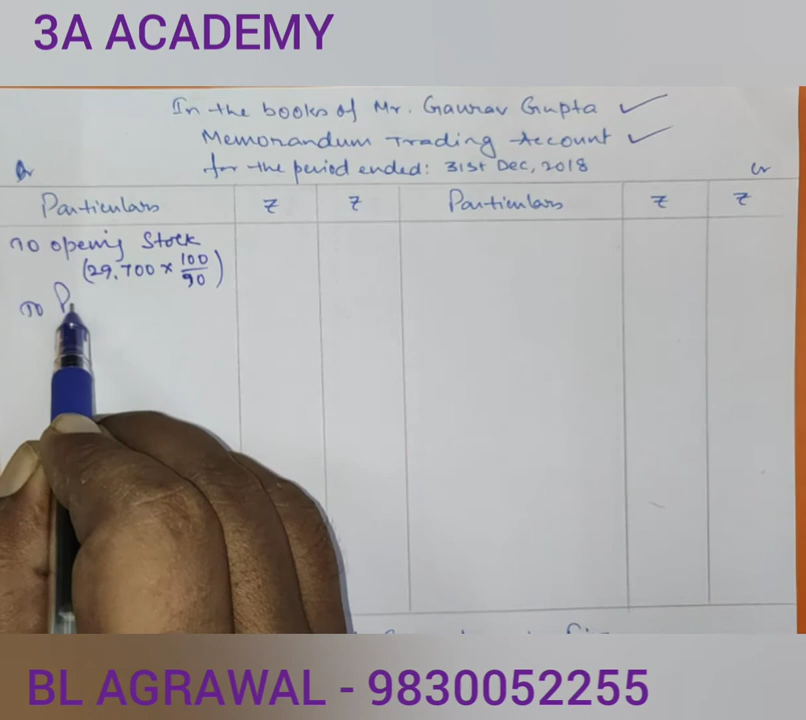 3A ACADEMY
In the books of Mr. Gaurav Gupta
Memorandum Trading Account
for the period ended: 31st Dec, 2018
Dr Cr
Particulars ₹ ₹ Particulars ₹ ₹
To opening Stock
(29,700 × 100/90)
To P
BL AGRAWAL - 9830052255